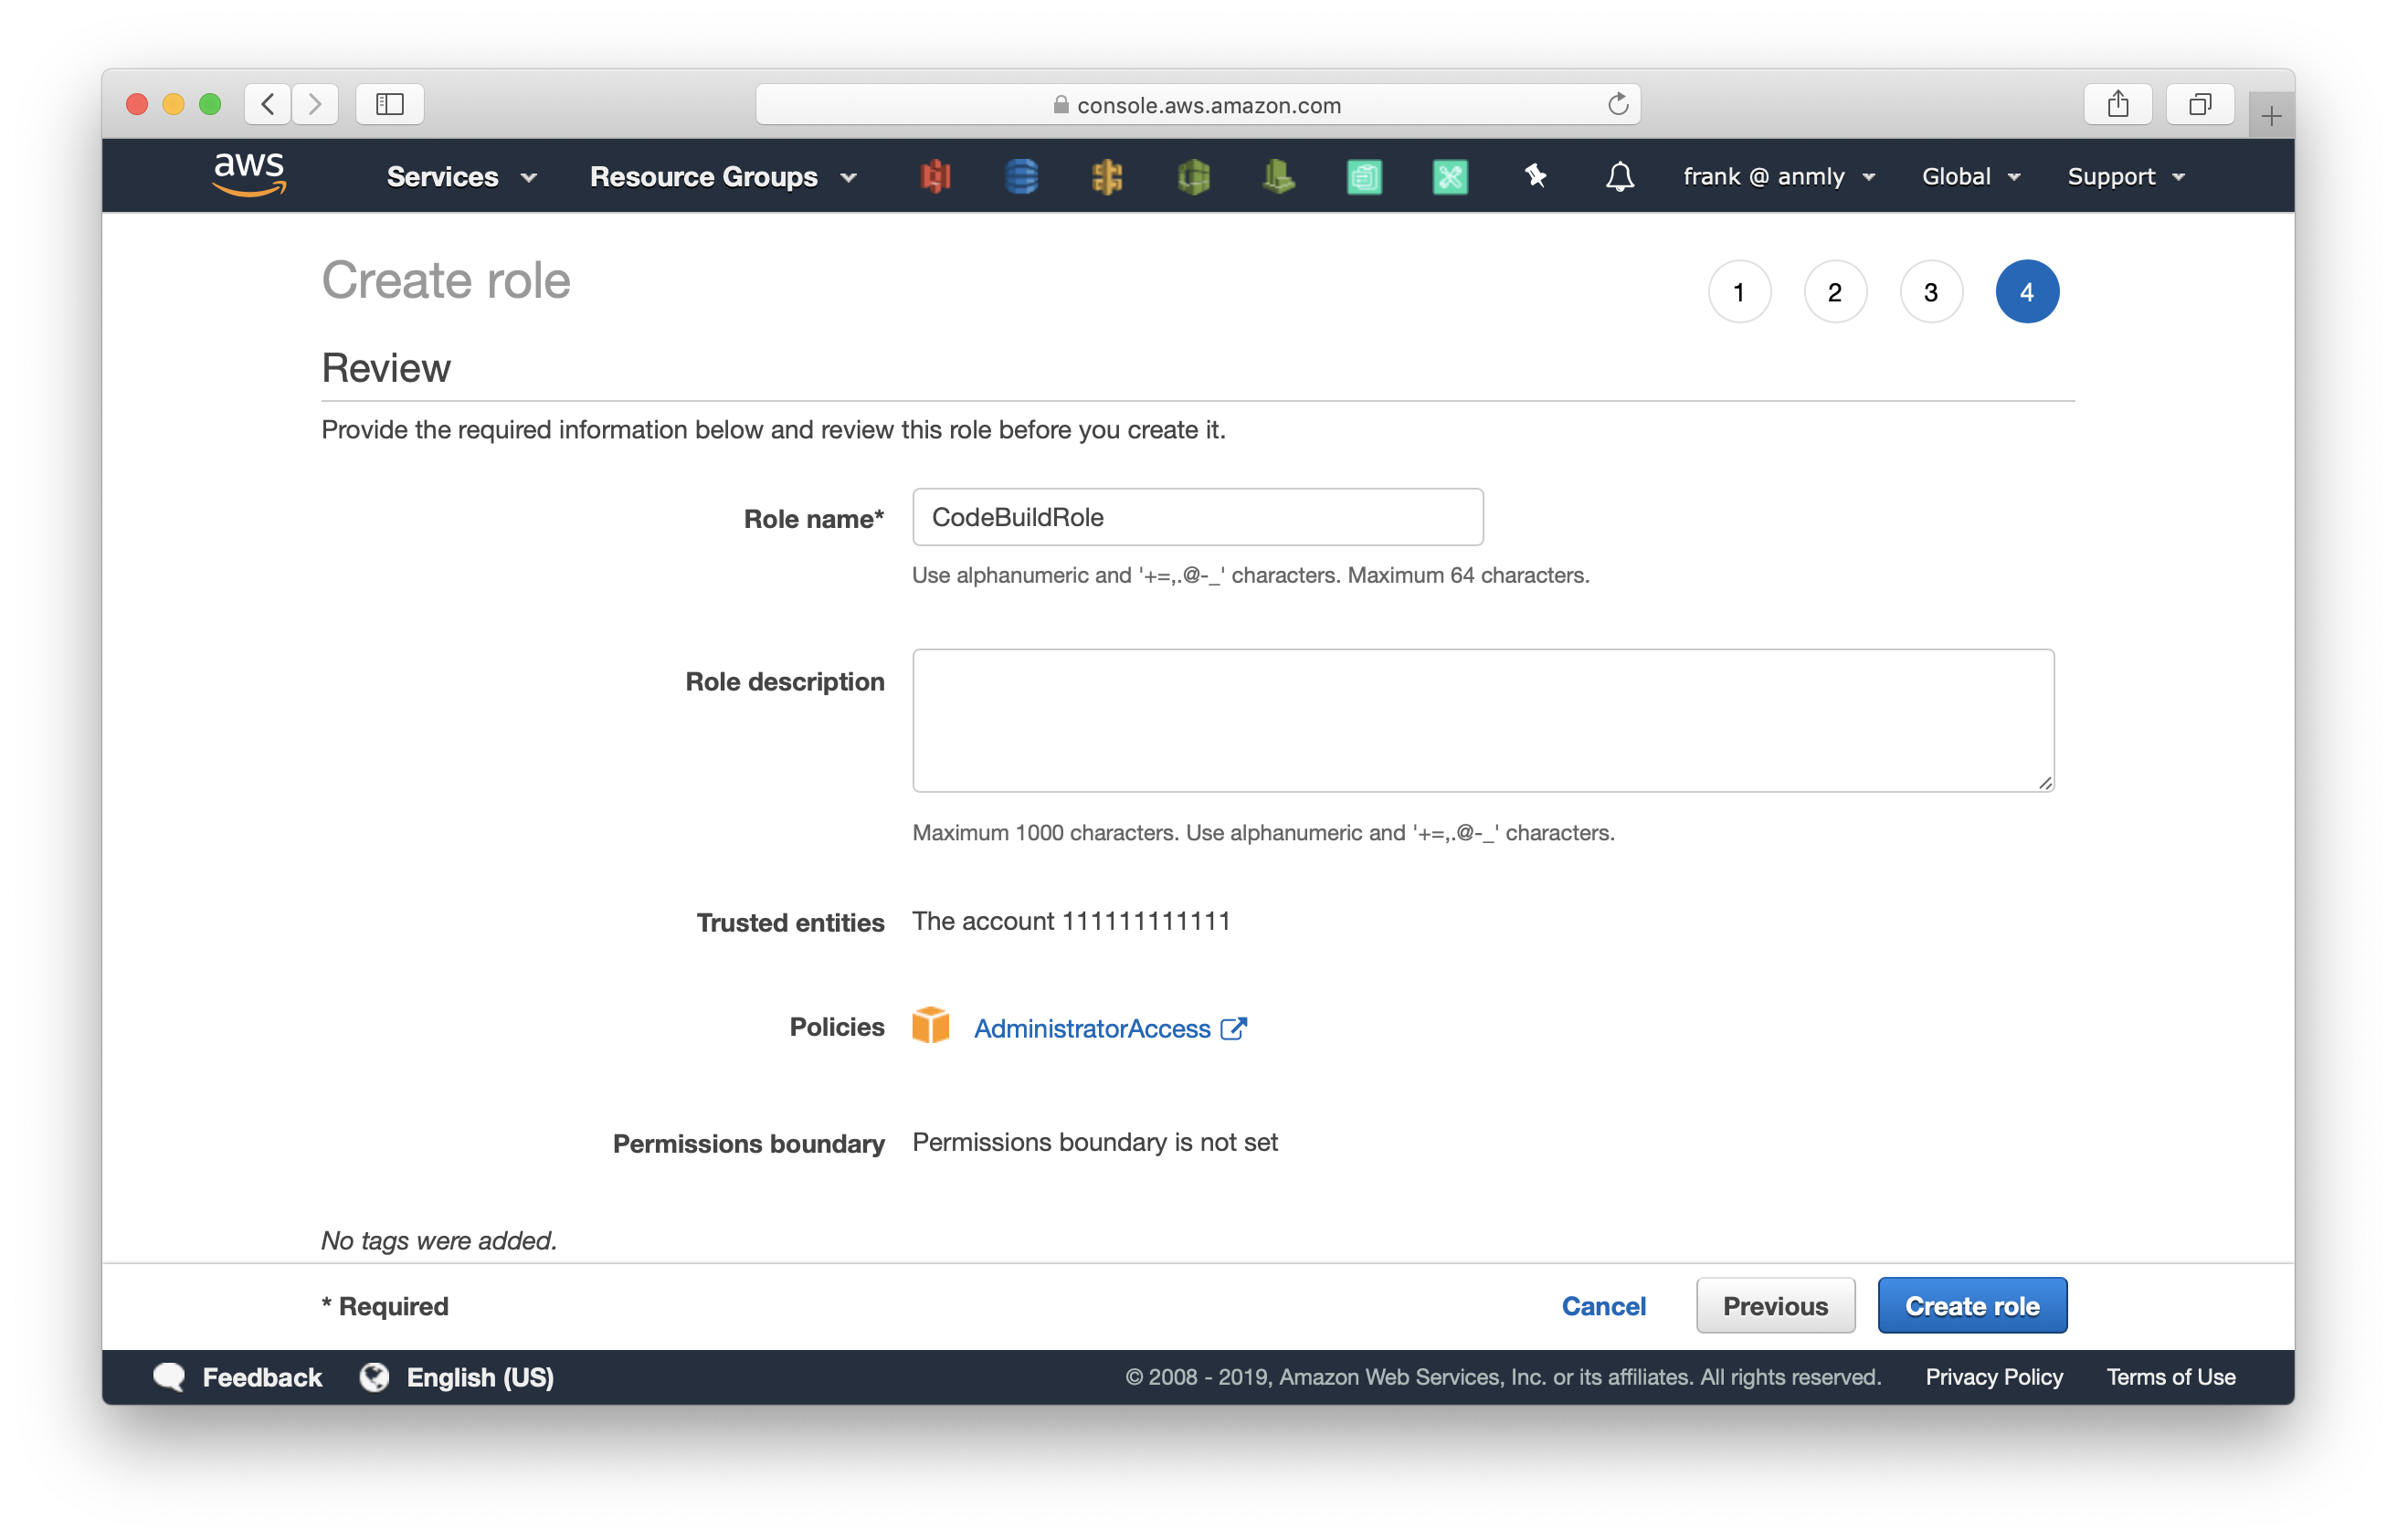 console.aws.amazon.com
aws Services Resource Groups frank @ anmly Global Support
Create role 1 2 3 4
Review
Provide the required information below and review this role before you create it.
Role name* CodeBuildRole
Use alphanumeric and '+=,.@-_' characters. Maximum 64 characters.
Role description
Maximum 1000 characters. Use alphanumeric and '+=,.@-_' characters.
Trusted entities The account 111111111111
Policies AdministratorAccess
Permissions boundary Permissions boundary is not set
No tags were added.
* Required Cancel Previous Create role
Feedback English (US) © 2008 - 2019, Amazon Web Services, Inc. or its affiliates. All rights reserved. Privacy Policy Terms of Use